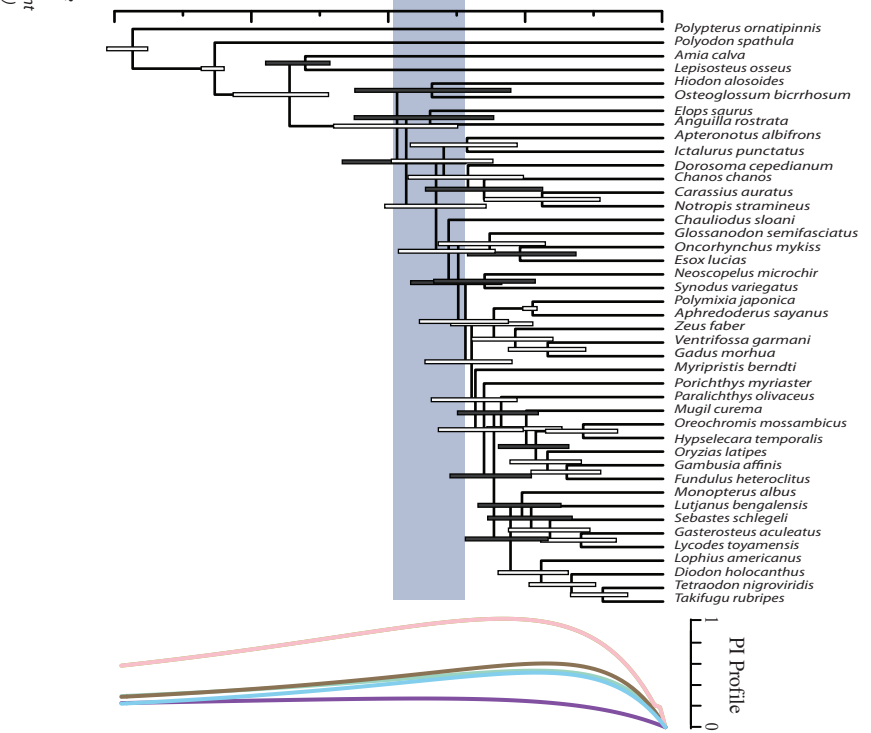 nt
)
Polypterus ornatipinnis
Polyodon spathula
Amia calva
Lepisosteus osseus
Hiodon alosoides
Osteoglossum bicrrhosum
Elops saurus
Anguilla rostrata
Apteronotus albifrons
Ictalurus punctatus
Dorosoma cepedianum
Chanos chanos
Carassius auratus
Notropis stramineus
Chauliodus sloani
Glossanodon semifasciatus
Oncorhynchus mykiss
Esox lucias
Neoscopelus microchir
Synodus variegatus
Polymixia japonica
Aphredoderus sayanus
Zeus faber
Ventrifossa garmani
Gadus morhua
Myripristis berndti
Porichthys myriaster
Paralichthys olivaceus
Mugil curema
Oreochromis mossambicus
Hypselecara temporalis
Oryzias latipes
Gambusia affinis
Fundulus heteroclitus
Monopterus albus
Lutjanus bengalensis
Sebastes schlegeli
Gasterosteus aculeatus
Lycodes toyamensis
Lophius americanus
Diodon holocanthus
Tetraodon nigroviridis
Takifugu rubripes
1
PI Profile
0